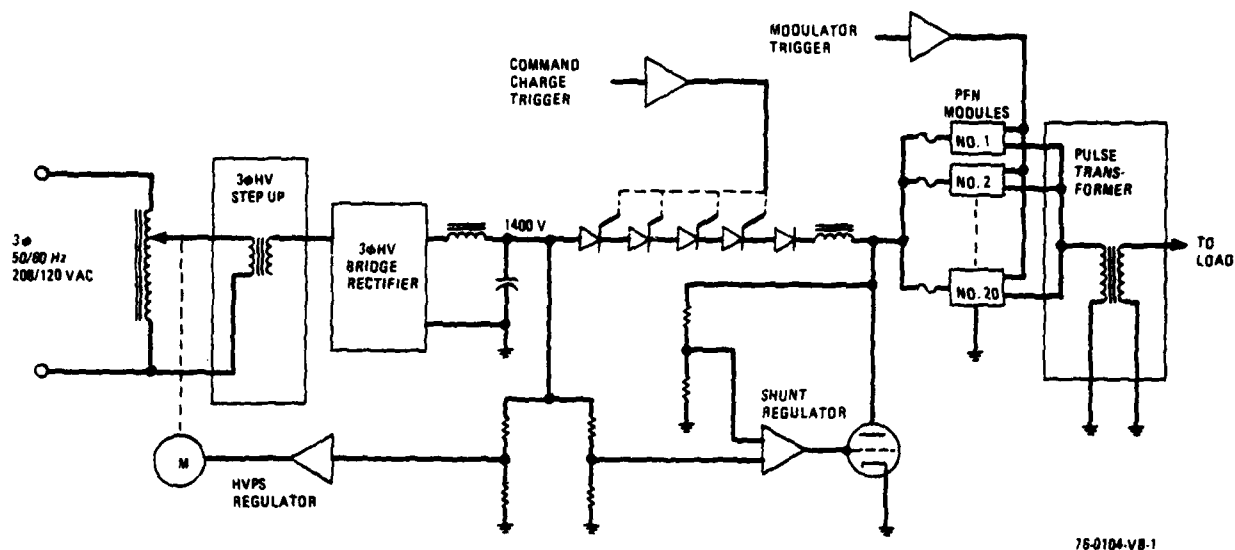 MODULATOR
TRIGGER
COMMAND
CHARGE
TRIGGER
PFN
MODULES
NO. 1
NO. 2
NO. 20
PULSE
TRANS-
FORMER
TO
LOAD
3ϕHV
STEP UP
3ϕ
50/60 Hz
208/120 VAC
3ϕHV
BRIDGE
RECTIFIER
1400 V
SHUNT
REGULATOR
M
HVPS
REGULATOR
76-0104-VB-1